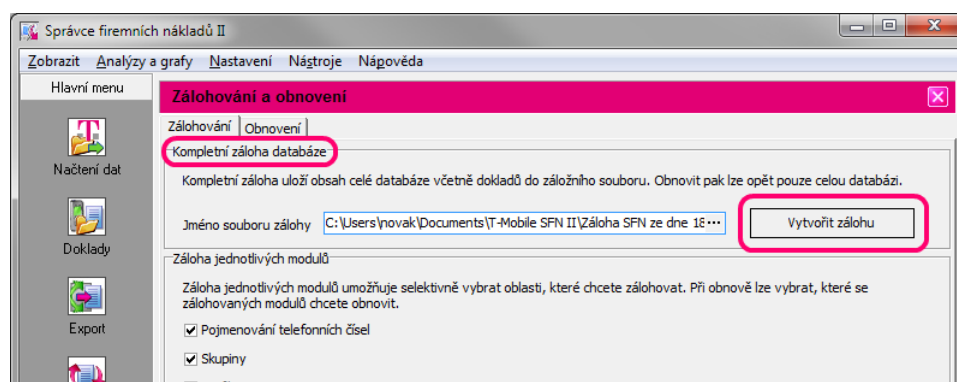 Správce firemních nákladů II
Zobrazit Analýzy a grafy Nastavení Nástroje Nápověda
Hlavní menu
Zálohování a obnovení
Zálohování Obnovení
Kompletní záloha databáze
Načtení dat
Kompletní záloha uloží obsah celé databáze včetně dokladů do záložního souboru. Obnovit pak lze opět pouze celou databázi.
Jméno souboru zálohy C:\Users\novak\Documents\T-Mobile SFN II\Záloha SFN ze dne 18 ... Vytvořit zálohu
Doklady
Záloha jednotlivých modulů
Záloha jednotlivých modulů umožňuje selektivně vybrat oblasti, které chcete zálohovat. Při obnově lze vybrat, které se
zálohovaných modulů chcete obnovit.
Export
Pojmenování telefonních čísel
Skupiny